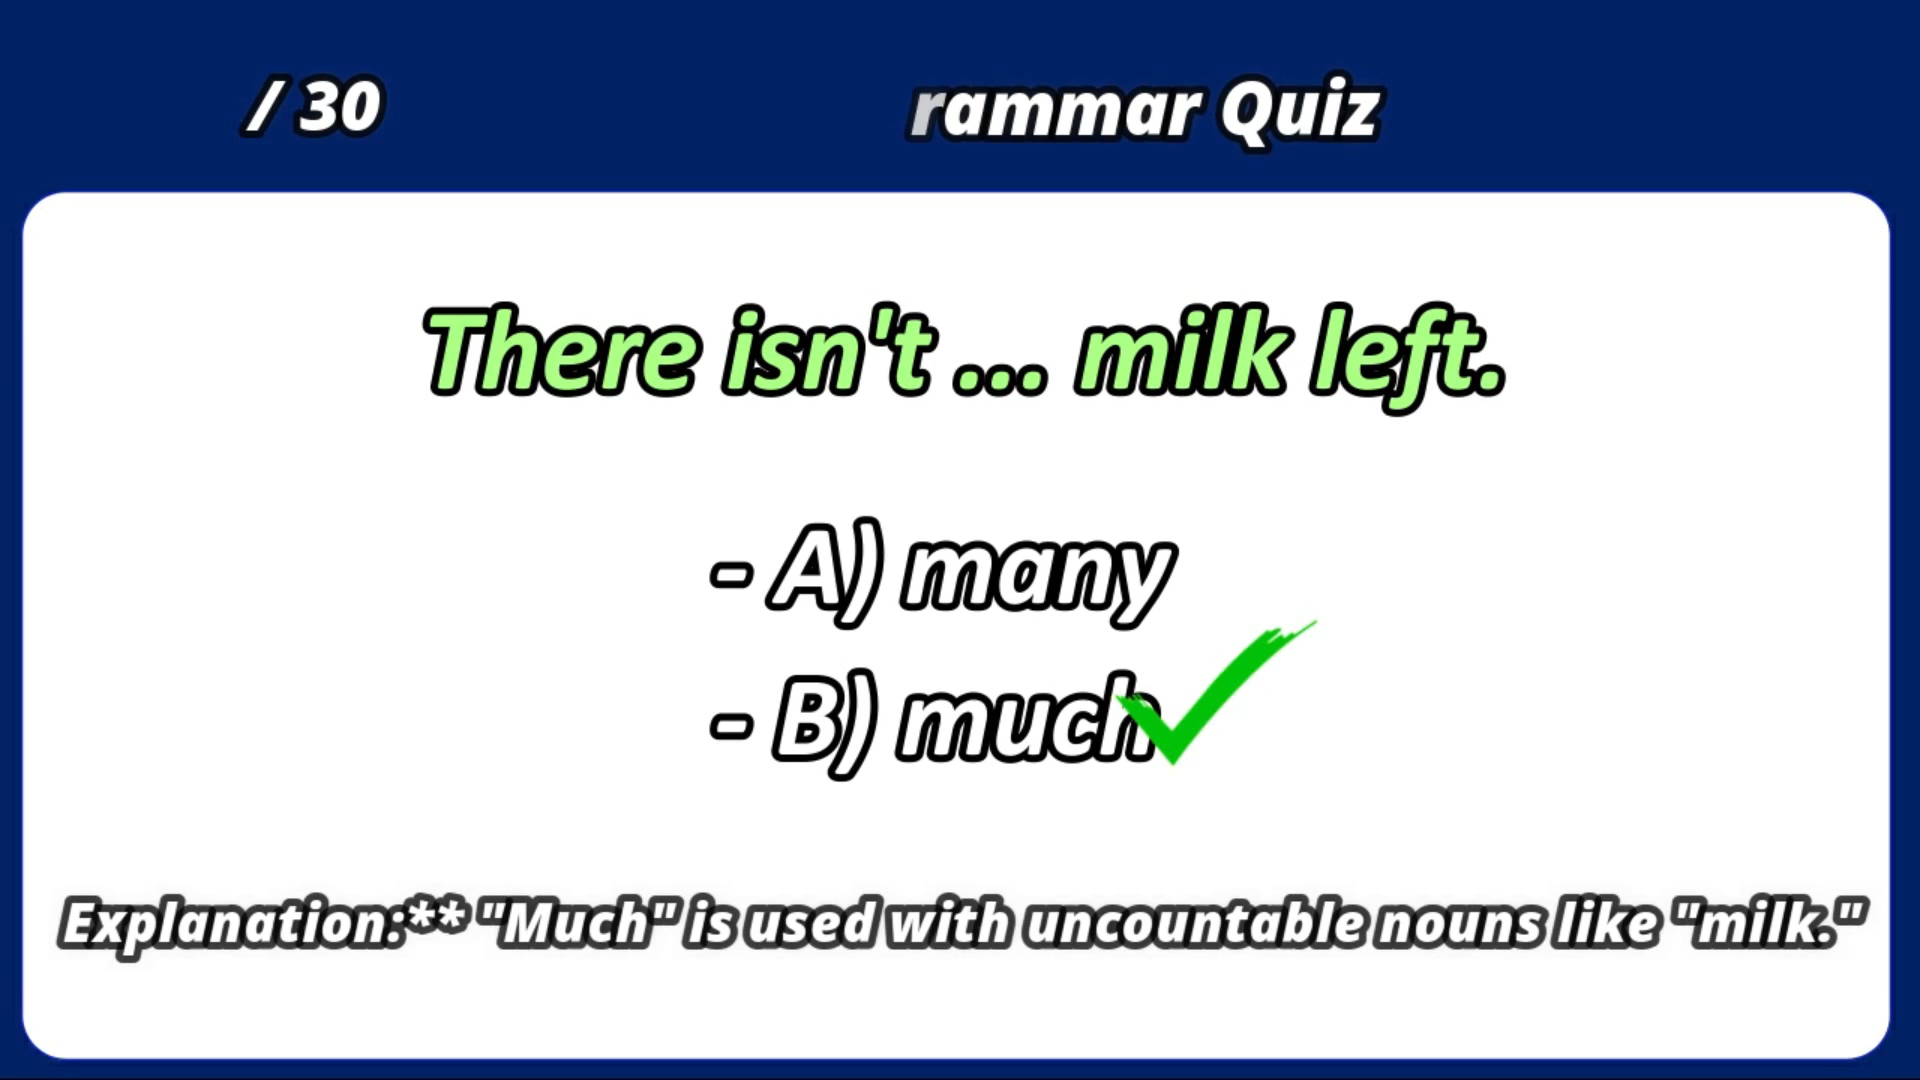 / 30
rammar Quiz
There isn't ... milk left.
- A) many
- B) much
Explanation:** "Much" is used with uncountable nouns like "milk."